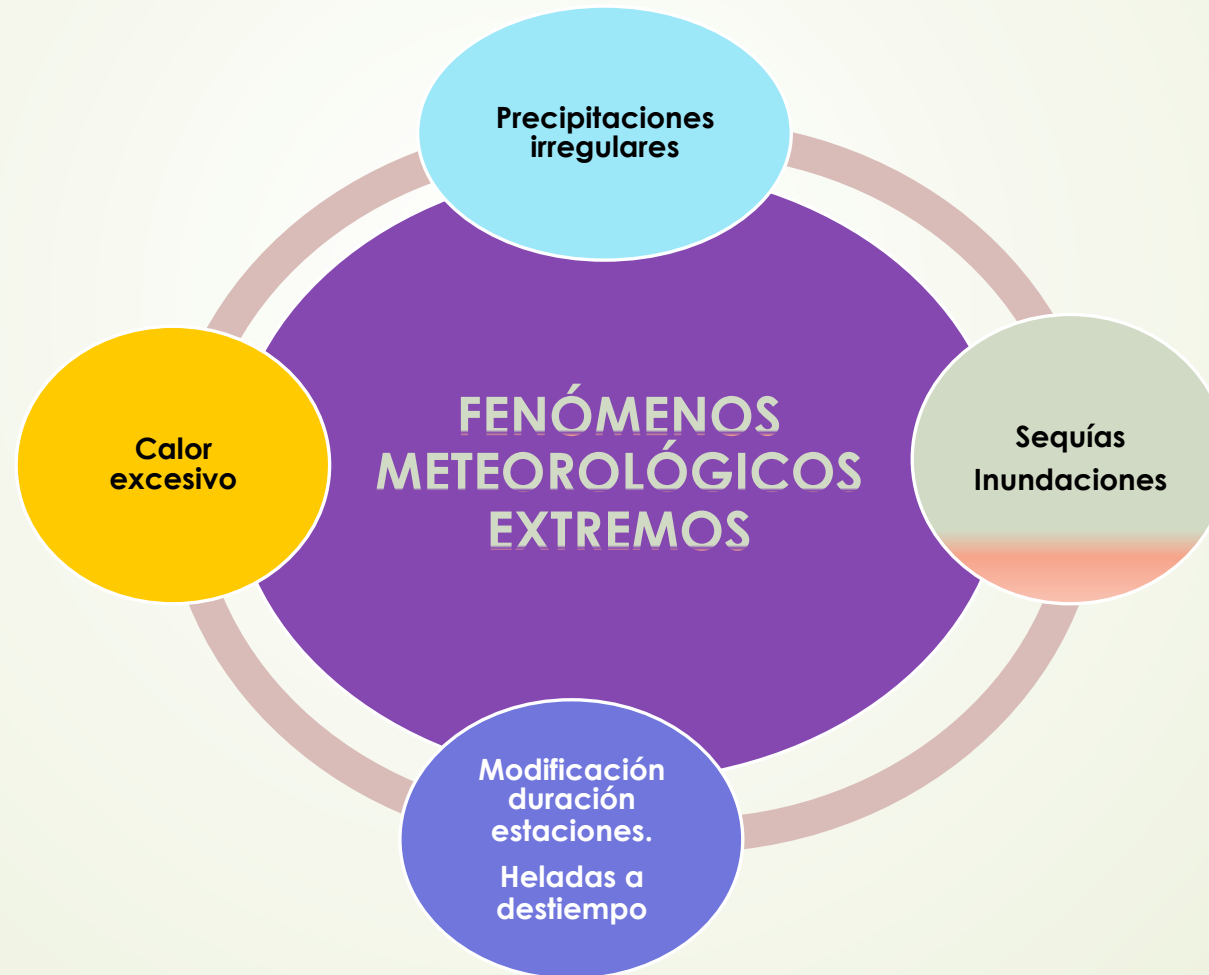 Precipitaciones
irregulares
FENÓMENOS
METEOROLÓGICOS
EXTREMOS
Calor
excesivo
Sequías
Inundaciones
Modificación
duración
estaciones.
Heladas a
destiempo